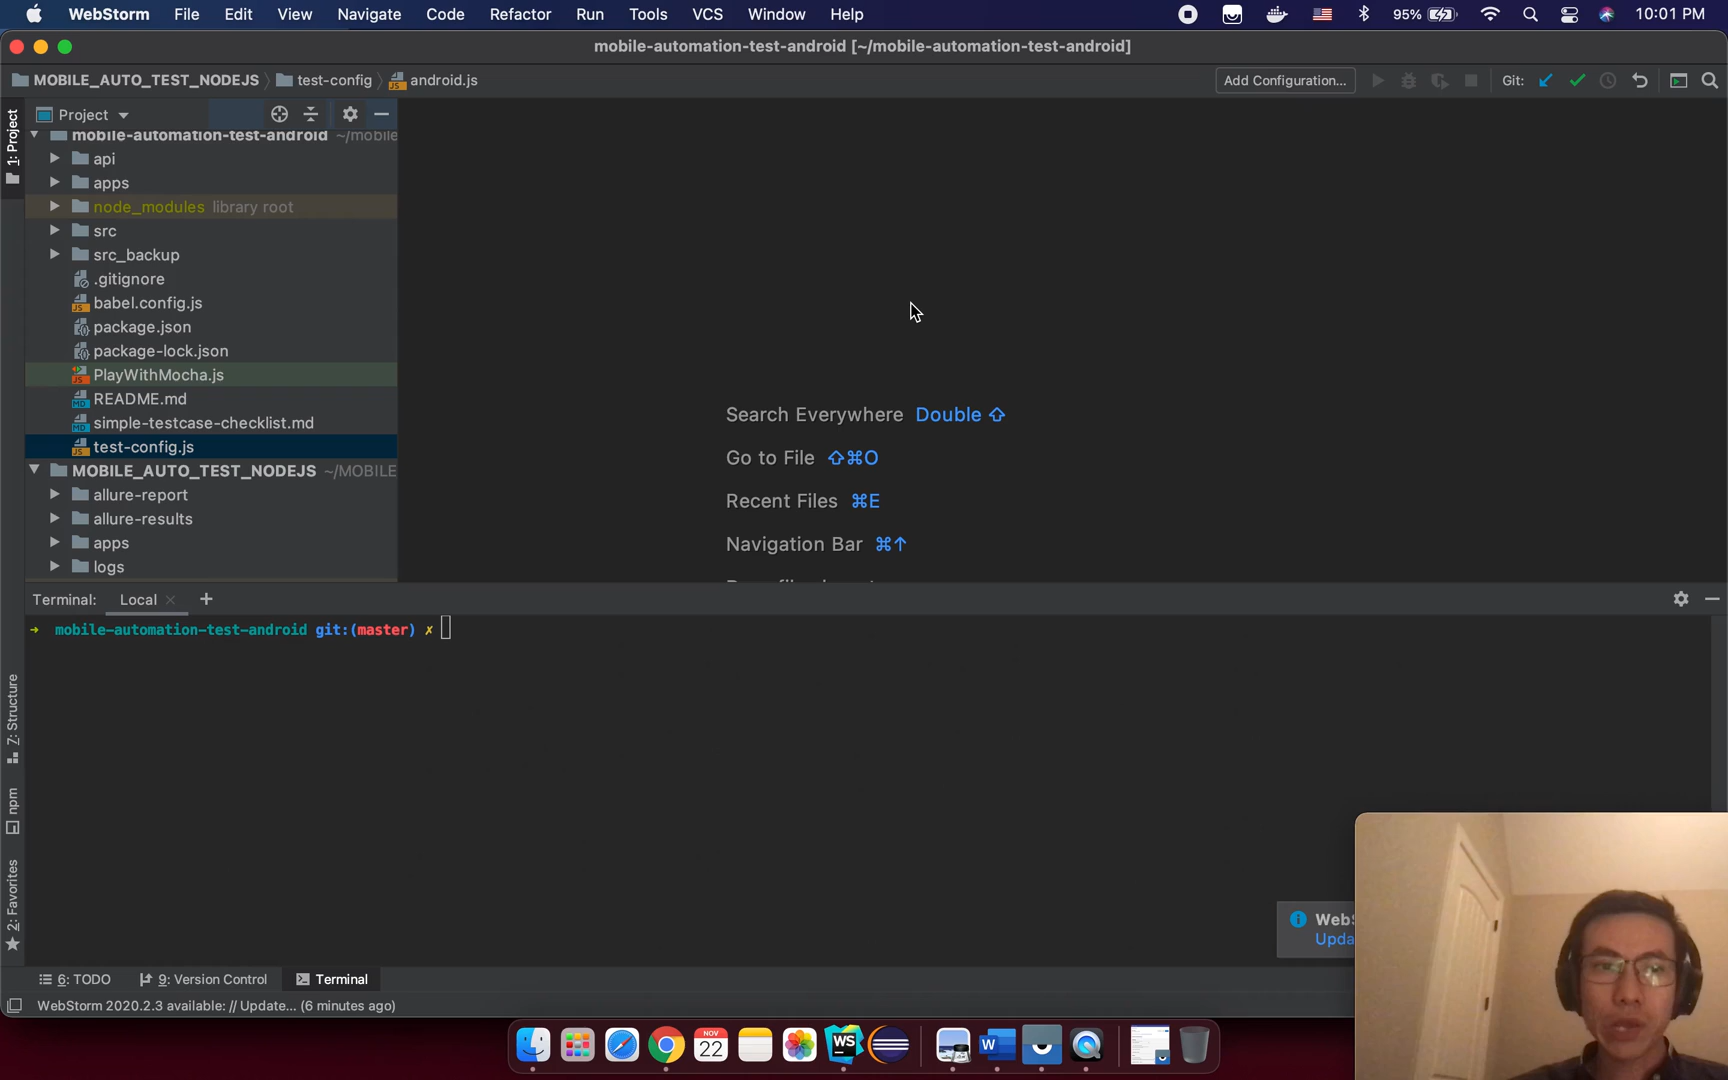 WebStorm File Edit View Navigate Code Refactor Run Tools VCS Window Help 95% 10:01 PM
mobile-automation-test-android [~/mobile-automation-test-android]
MOBILE_AUTO_TEST_NODEJS test-config android.js Add Configuration... Git:
1: Project
Project
mobile-automation-test-android ~/mobile
api
apps
node_modules library root
src
src_backup
.gitignore
babel.config.js
package.json
package-lock.json
PlayWithMocha.js
README.md
simple-testcase-checklist.md
test-config.js
MOBILE_AUTO_TEST_NODEJS ~/MOBILE
allure-report
allure-results
apps
logs
Search Everywhere Double ⇧
Go to File ⇧⌘O
Recent Files ⌘E
Navigation Bar ⌘↑
Terminal: Local +
→ mobile-automation-test-android git:(master) ✗
Z: Structure
npm
2: Favorites
WebS
Upda
6: TODO 9: Version Control Terminal
WebStorm 2020.2.3 available: // Update... (6 minutes ago)
NOV
22
WS
W